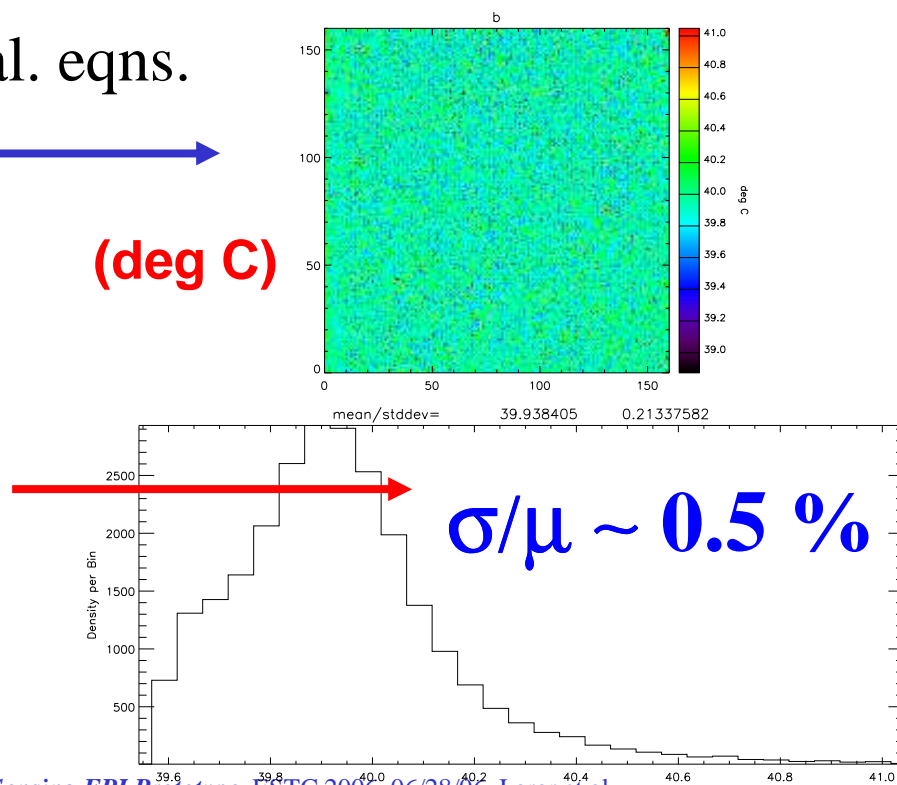 al. eqns.
(deg C)
b
150
100
50
0
0 50 100 150
41.0
40.8
40.6
40.4
40.2
40.0
39.8
39.6
39.4
39.2
39.0
deg C
mean/stddev= 39.938405 0.21337582
σ/μ ~ 0.5 %
Density per Bin
2500
2000
1500
1000
500
39.6 39.8 40.0 40.2 40.4 40.6 40.8 41.0
2006, 06/28/06